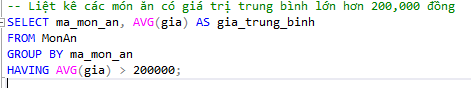 -- Liệt kê các món ăn có giá trị trung bình lớn hơn 200,000 đồng
SELECT ma_mon_an, AVG(gia) AS gia_trung_binh
FROM MonAn
GROUP BY ma_mon_an
HAVING AVG(gia) > 200000;